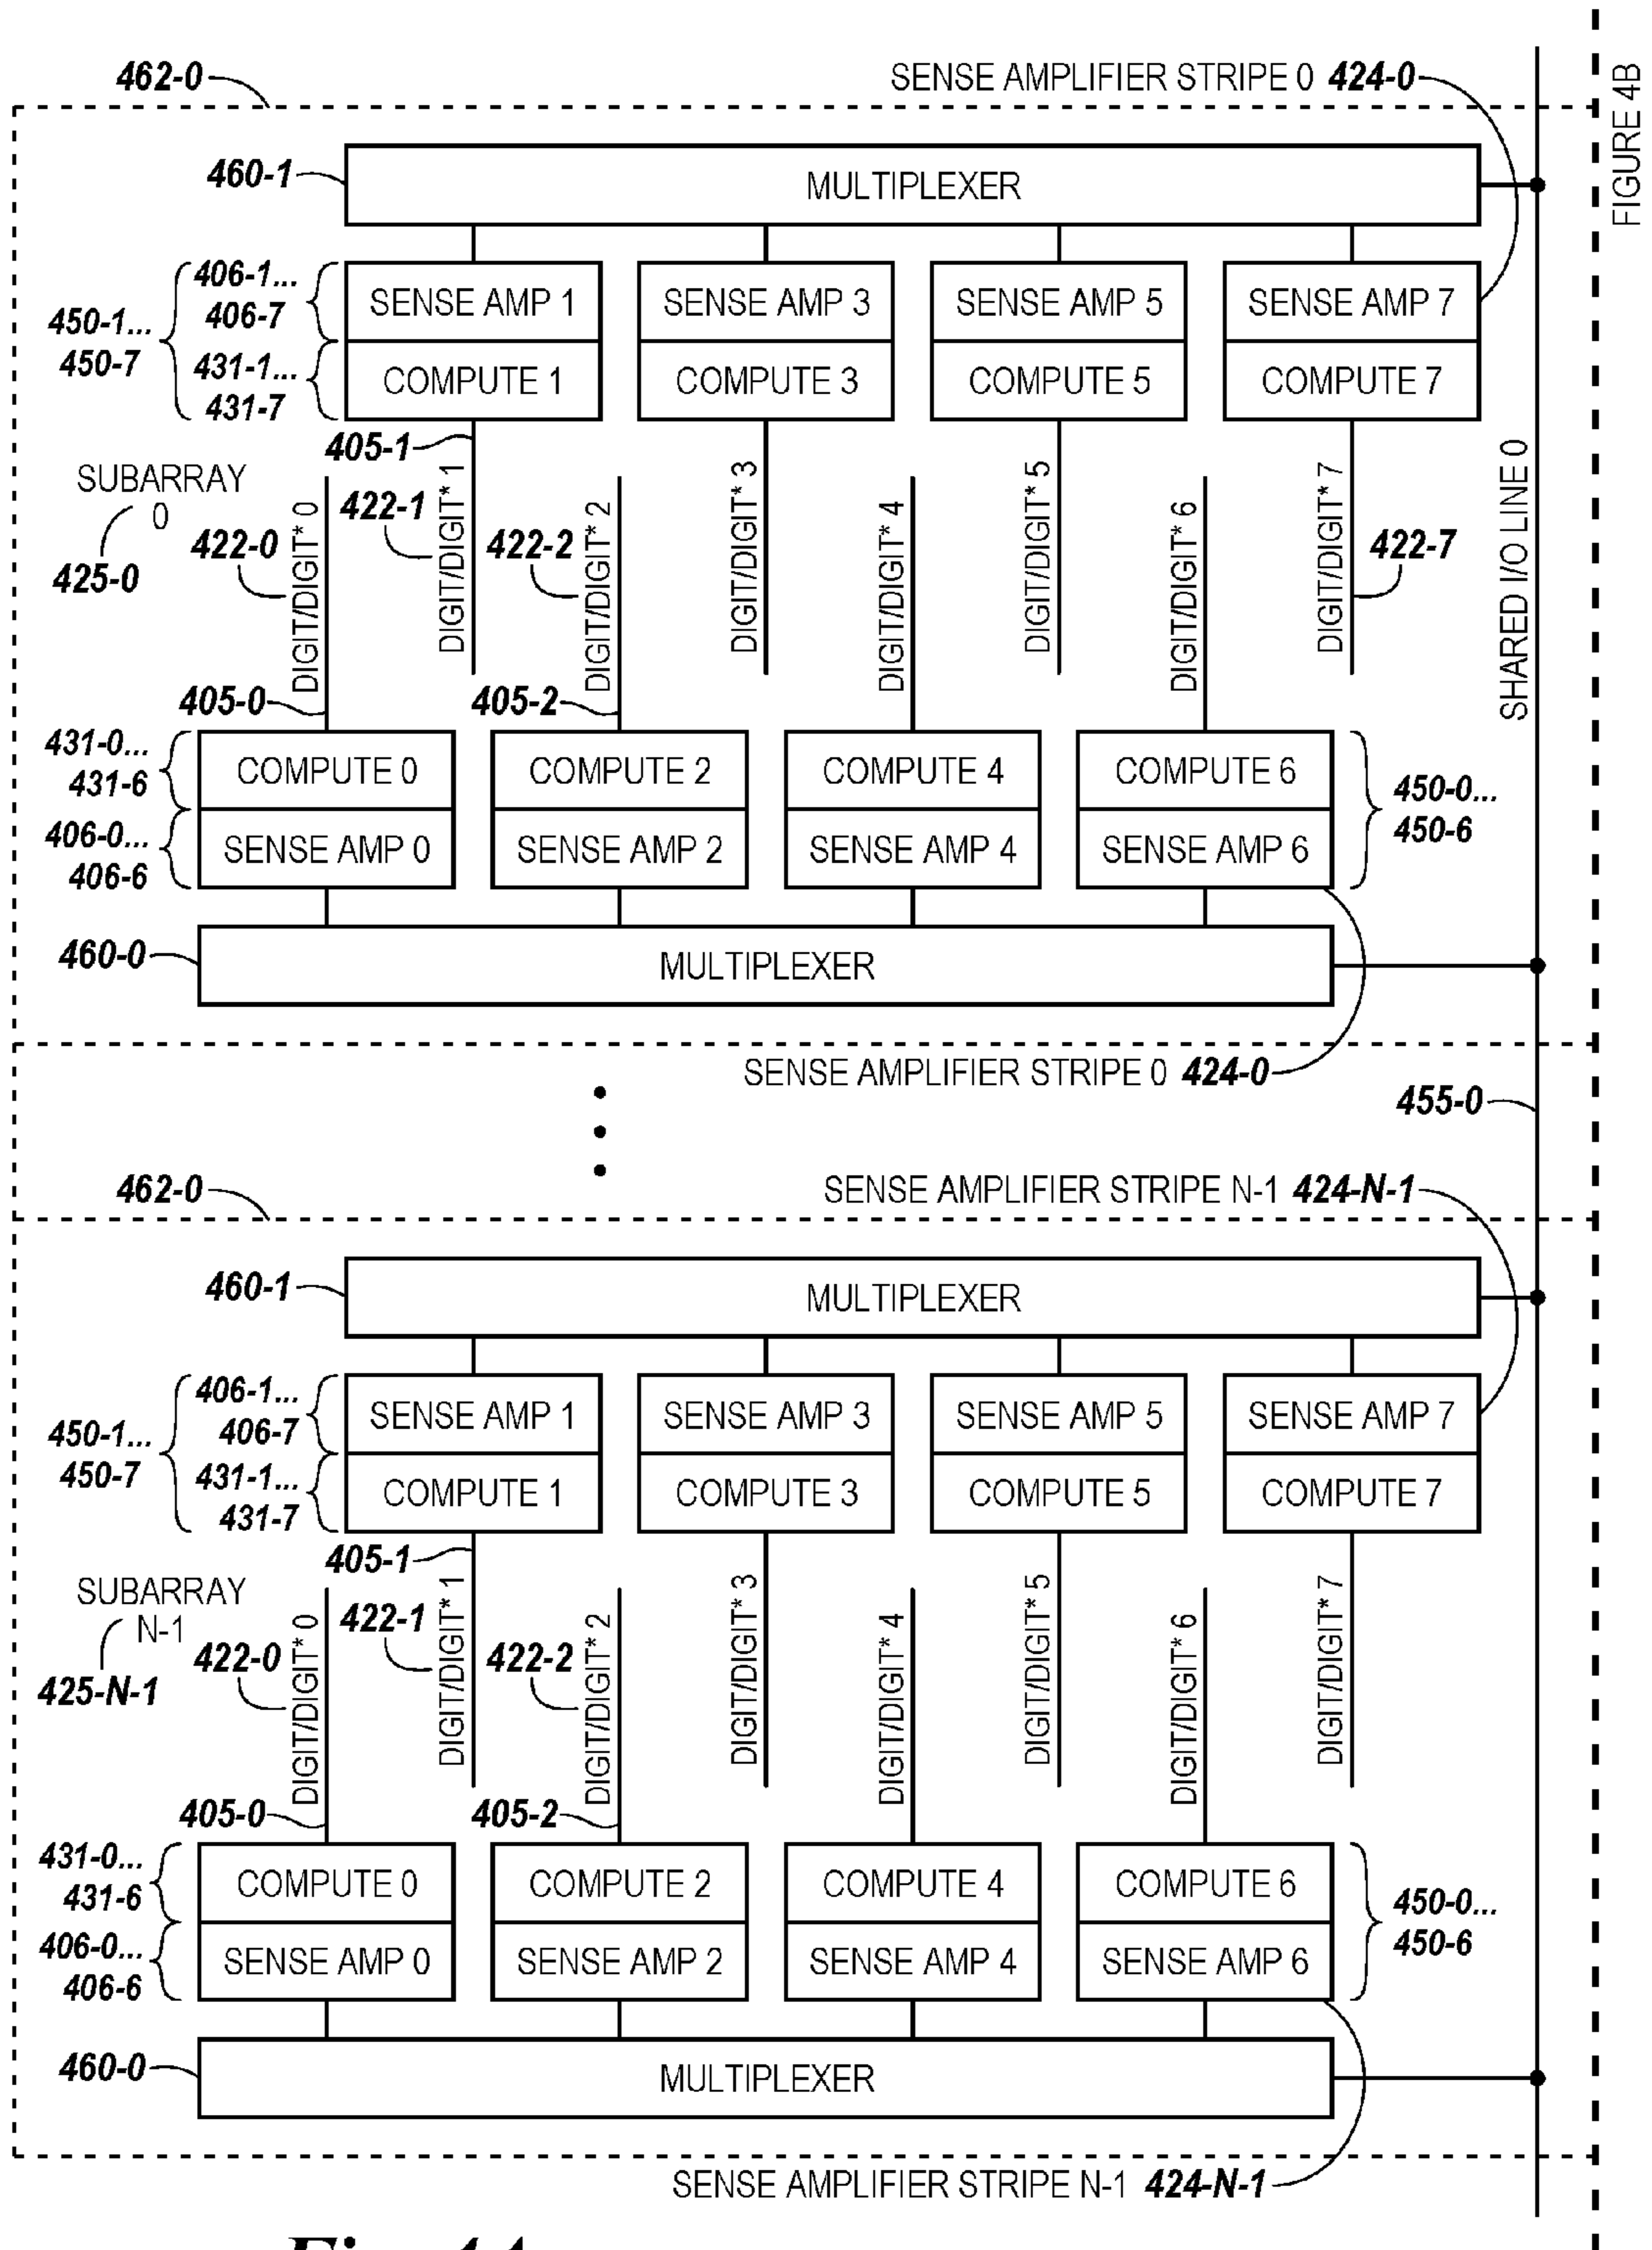 462-0
SENSE AMPLIFIER STRIPE 0 424-0
FIGURE 4B
460-1
MULTIPLEXER
406-1...
406-7
450-1...
450-7
431-1...
431-7
SENSE AMP 1
SENSE AMP 3
SENSE AMP 5
SENSE AMP 7
COMPUTE 1
COMPUTE 3
COMPUTE 5
COMPUTE 7
405-1
SUBARRAY
0
425-0
422-0
DIGIT/DIGIT* 0
422-1
DIGIT/DIGIT* 1
422-2
DIGIT/DIGIT* 2
DIGIT/DIGIT* 3
DIGIT/DIGIT* 4
DIGIT/DIGIT* 5
DIGIT/DIGIT* 6
DIGIT/DIGIT* 7
422-7
SHARED I/O LINE 0
405-0
405-2
431-0...
431-6
COMPUTE 0
COMPUTE 2
COMPUTE 4
COMPUTE 6
450-0...
450-6
406-0...
406-6
SENSE AMP 0
SENSE AMP 2
SENSE AMP 4
SENSE AMP 6
460-0
MULTIPLEXER
SENSE AMPLIFIER STRIPE 0 424-0
455-0
462-0
SENSE AMPLIFIER STRIPE N-1 424-N-1
460-1
MULTIPLEXER
406-1...
406-7
450-1...
450-7
431-1...
431-7
SENSE AMP 1
SENSE AMP 3
SENSE AMP 5
SENSE AMP 7
COMPUTE 1
COMPUTE 3
COMPUTE 5
COMPUTE 7
405-1
SUBARRAY
N-1
425-N-1
422-0
DIGIT/DIGIT* 0
422-1
DIGIT/DIGIT* 1
422-2
DIGIT/DIGIT* 2
DIGIT/DIGIT* 3
DIGIT/DIGIT* 4
DIGIT/DIGIT* 5
DIGIT/DIGIT* 6
DIGIT/DIGIT* 7
405-0
405-2
431-0...
431-6
COMPUTE 0
COMPUTE 2
COMPUTE 4
COMPUTE 6
450-0...
450-6
406-0...
406-6
SENSE AMP 0
SENSE AMP 2
SENSE AMP 4
SENSE AMP 6
460-0
MULTIPLEXER
SENSE AMPLIFIER STRIPE N-1 424-N-1